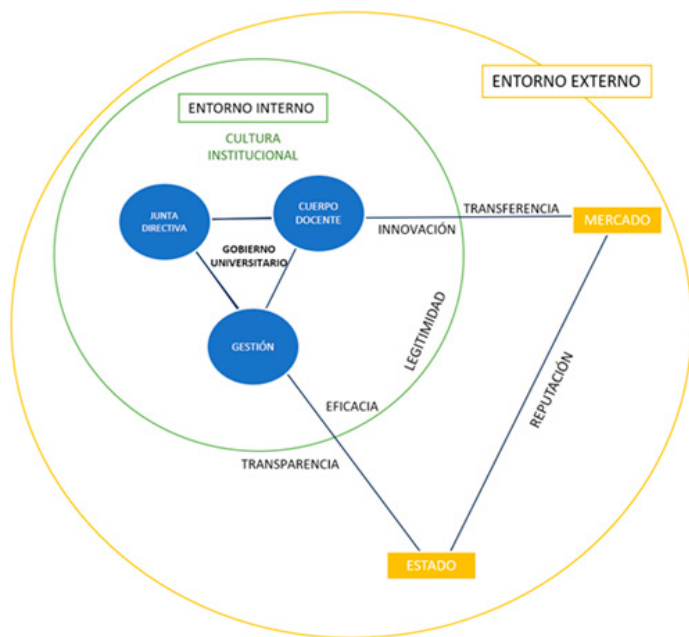 ENTORNO EXTERNO
ENTORNO INTERNO
CULTURA
INSTITUCIONAL
JUNTA
DIRECTIVA
CUERPO
DOCENTE
TRANSFERENCIA
MERCADO
INNOVACIÓN
GOBIERNO
UNIVERSITARIO
GESTIÓN
LEGITIMIDAD
REPUTACIÓN
EFICACIA
TRANSPARENCIA
ESTADO